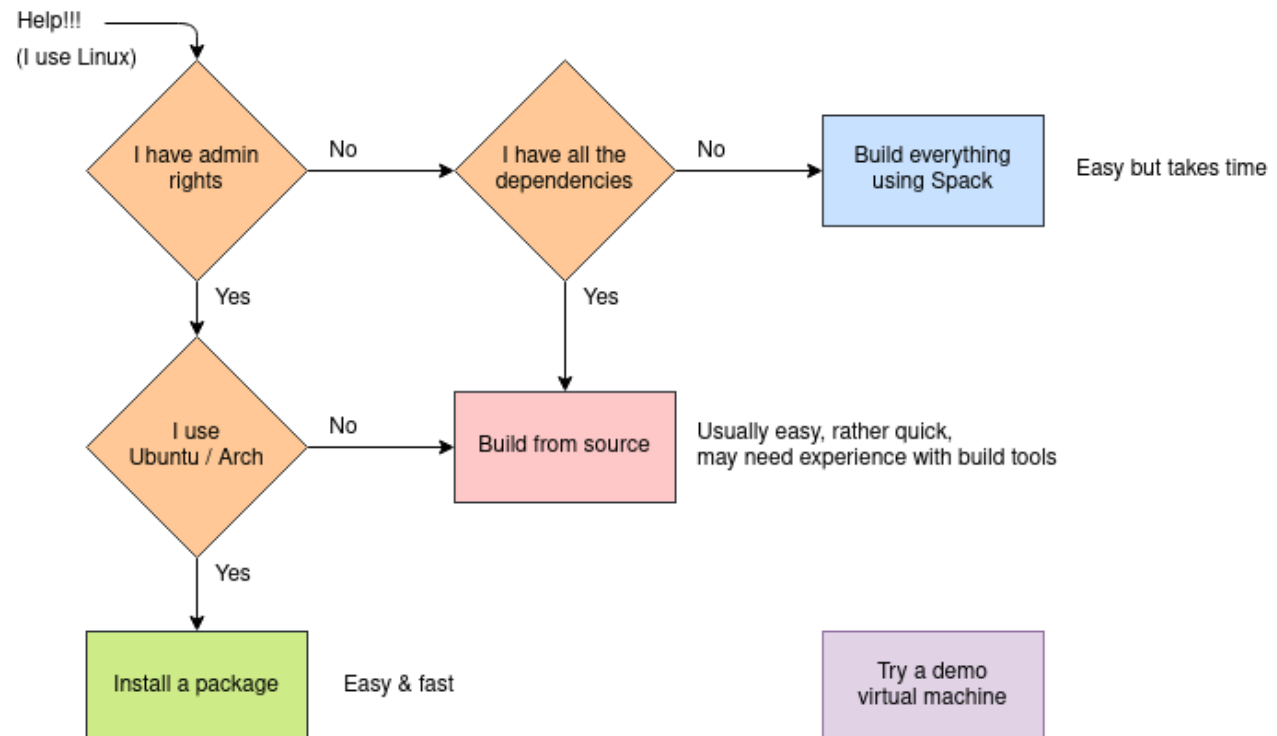 Help!!!
(I use Linux)
I have admin
rights
No
I have all the
dependencies
No
Build everything
using Spack
Easy but takes time
Yes
Yes
I use
Ubuntu / Arch
No
Build from source
Usually easy, rather quick,
may need experience with build tools
Yes
Install a package
Easy & fast
Try a demo
virtual machine